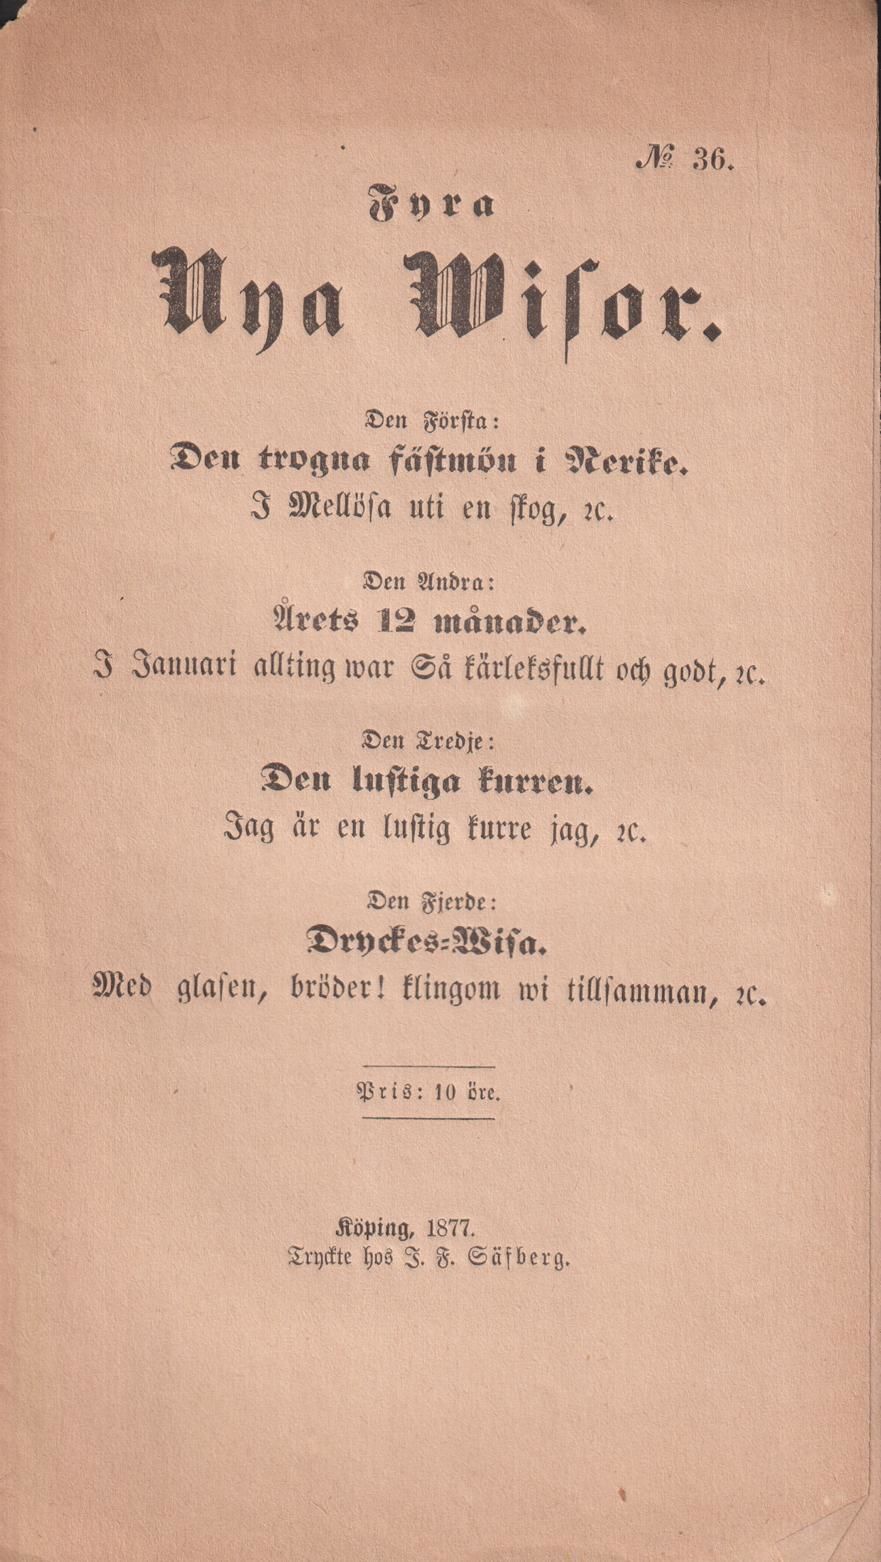 № 36.
Fyra
Nya Wisor.
Den Första:
Den trogna fästmön i Nerike.
I Mellösa uti en skog, ꝛc.
Den Andra:
Årets 12 månader.
I Januari allting war Så kärleksfullt och godt, ꝛc.
Den Tredje:
Den lustiga kurren.
Jag är en lustig kurre jag, ꝛc.
Den Fjerde:
Dryckes-Wisa.
Med glasen, bröder! klingom wi tillsamman, ꝛc.
Pris: 10 öre.
Köping, 1877.
Tryckte hos J. F. Säfberg.